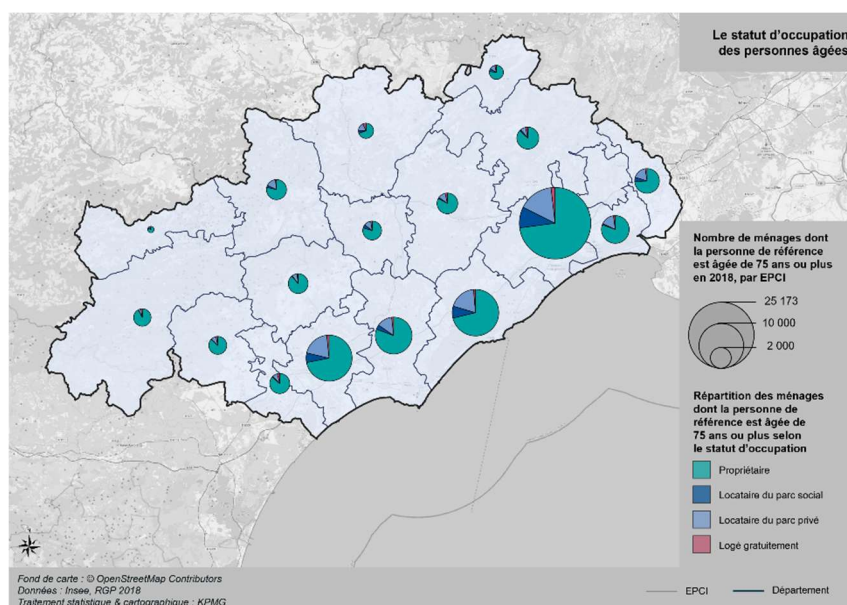 Le statut d'occupation
des personnes âgées
Nombre de ménages dont
la personne de référence
est âgée de 75 ans ou plus
en 2018, par EPCI
25 173
10 000
2 000
Répartition des ménages
dont la personne de
référence est âgée de
75 ans ou plus selon
le statut d'occupation
Propriétaire
Locataire du parc social
Locataire du parc privé
Logé gratuitement
Fond de carte : © OpenStreetMap Contributors
Données : Insee, RGP 2018
Traitement statistique & cartographique : KPMG
EPCI
Département